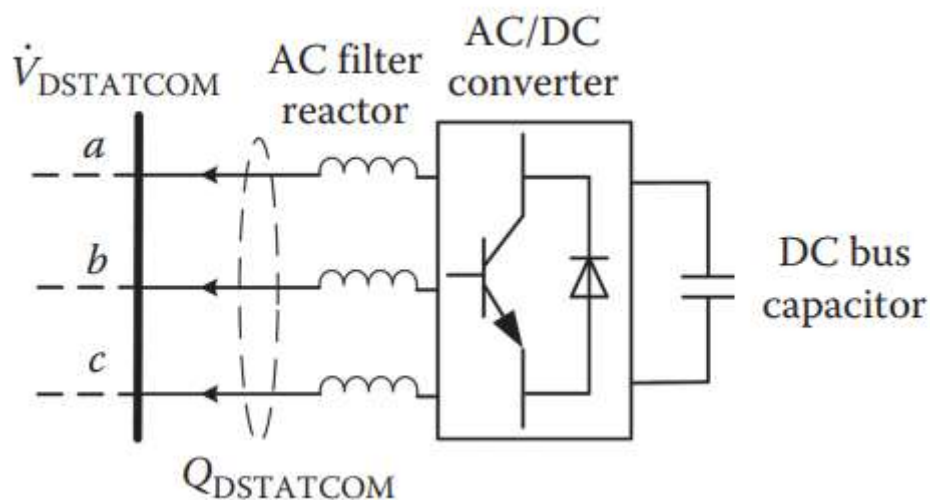 V̇DSTATCOM
AC filter
reactor
AC/DC
converter
a
b
c
DC bus
capacitor
QDSTATCOM